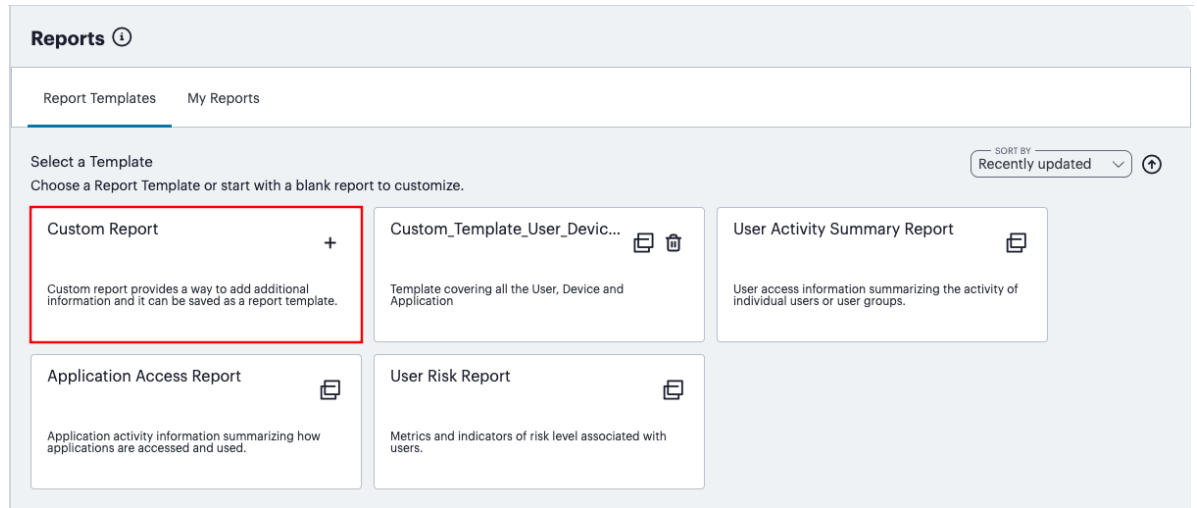 Reports
Report Templates
My Reports
Select a Template
Choose a Report Template or start with a blank report to customize.
SORT BY
Recently updated
Custom Report
Custom report provides a way to add additional
information and it can be saved as a report template.
Custom_Template_User_Devic...
Template covering all the User, Device and
Application
User Activity Summary Report
User access information summarizing the activity of
individual users or user groups.
Application Access Report
Application activity information summarizing how
applications are accessed and used.
User Risk Report
Metrics and indicators of risk level associated with
users.